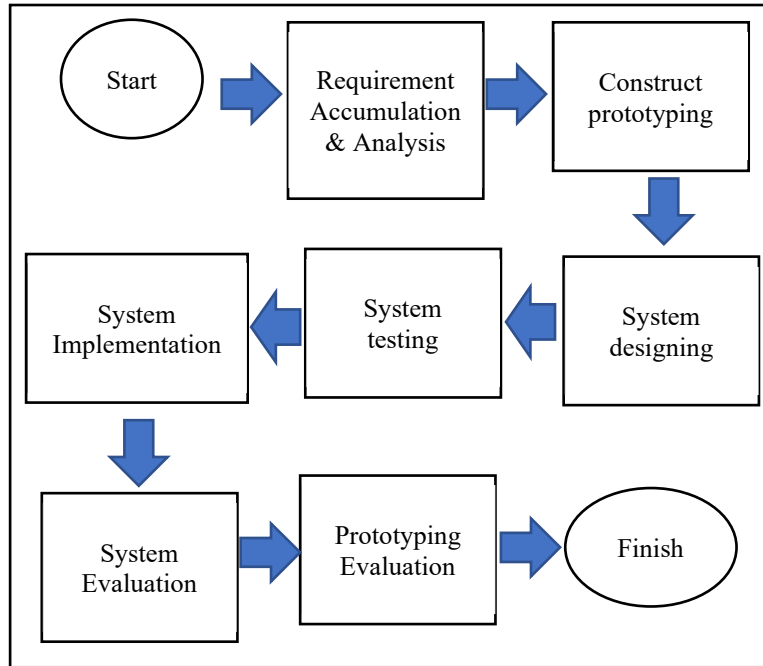 Start
Requirement
Accumulation
& Analysis
Construct
prototyping
System
designing
System
testing
System
Implementation
System
Evaluation
Prototyping
Evaluation
Finish